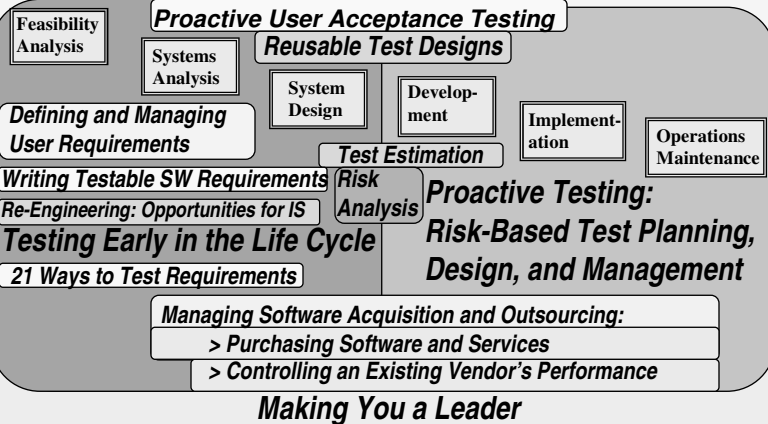 Proactive User Acceptance Testing
Feasibility
Analysis
Reusable Test Designs
Systems
Analysis
System
Design
Develop-
ment
Implement-
ation
Operations
Maintenance
Defining and Managing
User Requirements
Test Estimation
Writing Testable SW Requirements
Risk
Analysis
Re-Engineering: Opportunities for IS
Testing Early in the Life Cycle
21 Ways to Test Requirements
Proactive Testing:
Risk-Based Test Planning,
Design, and Management
Managing Software Acquisition and Outsourcing:
> Purchasing Software and Services
> Controlling an Existing Vendor's Performance
Making You a Leader